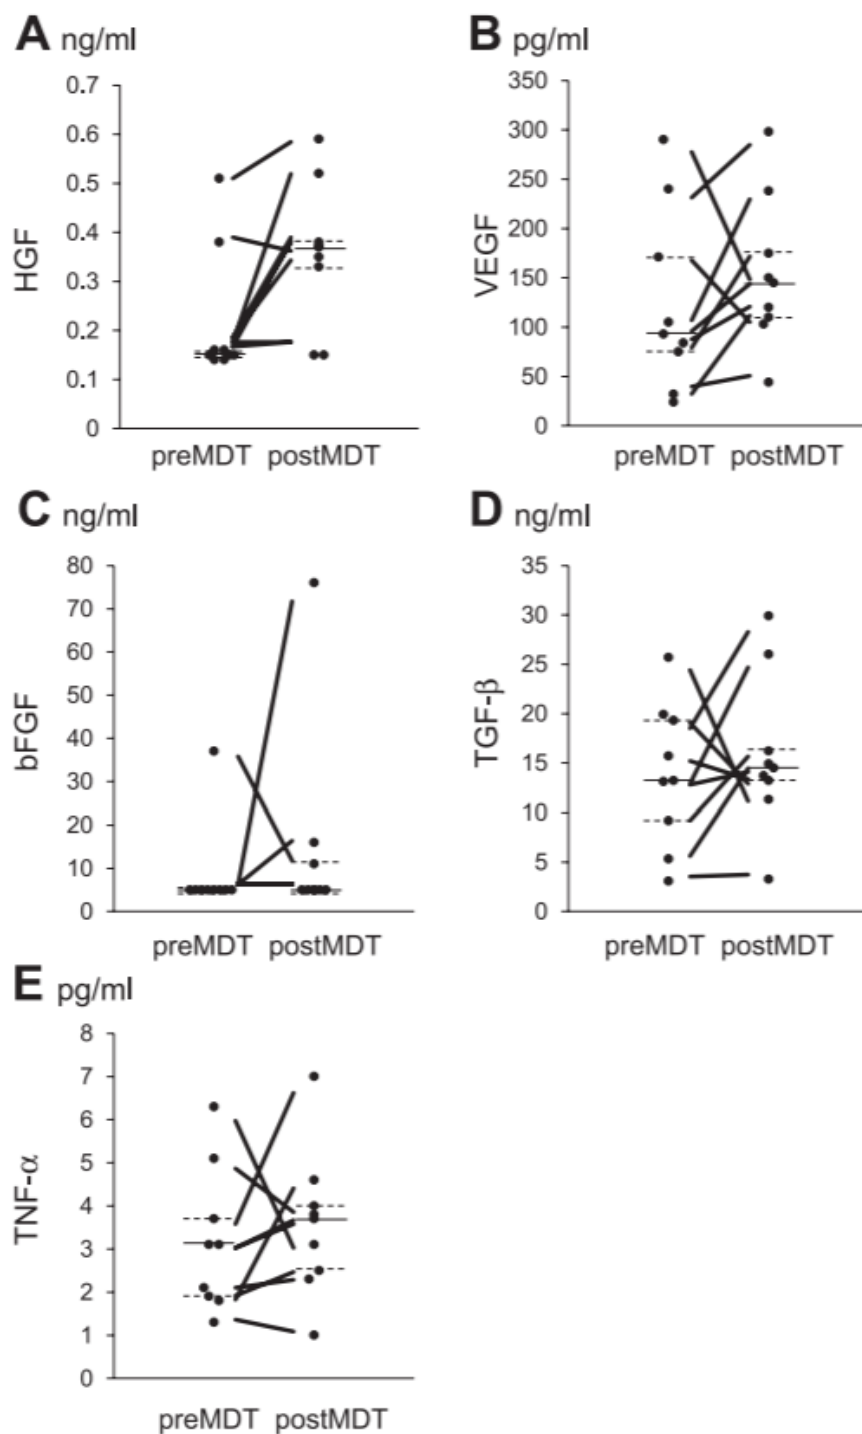 A ng/ml
0.7
0.6
0.5
0.4
0.3
0.2
0.1
0
HGF
preMDT postMDT
B pg/ml
350
300
250
200
150
100
50
0
VEGF
preMDT postMDT
C ng/ml
80
70
60
50
40
30
20
10
0
bFGF
preMDT postMDT
D ng/ml
35
30
25
20
15
10
5
0
TGF-β
preMDT postMDT
E pg/ml
8
7
6
5
4
3
2
1
0
TNF-α
preMDT postMDT